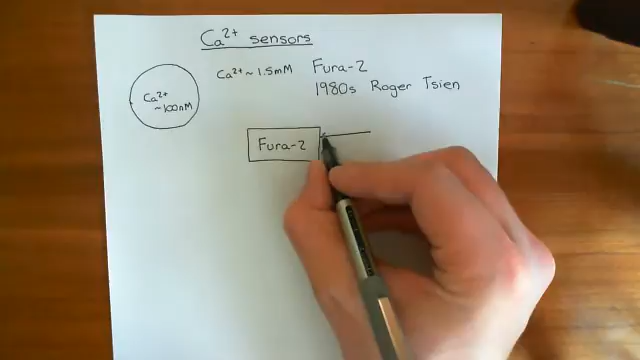 Ca²⁺ sensors
Ca²⁺ ~ 1.5mM
Fura-2
1980s Roger Tsien
Ca²⁺
~100nM
Fura-2